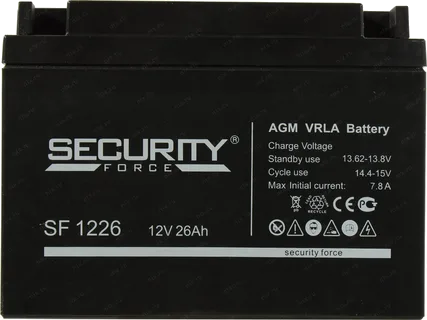 SECURITY®
FORCE
SF 1226
12V 26Ah
AGM VRLA Battery
Charge Voltage
Standby use 13.62-13.8V
Cycle use 14.4-15V
Max Initial current: 7.8 A
RECYCLE
security force